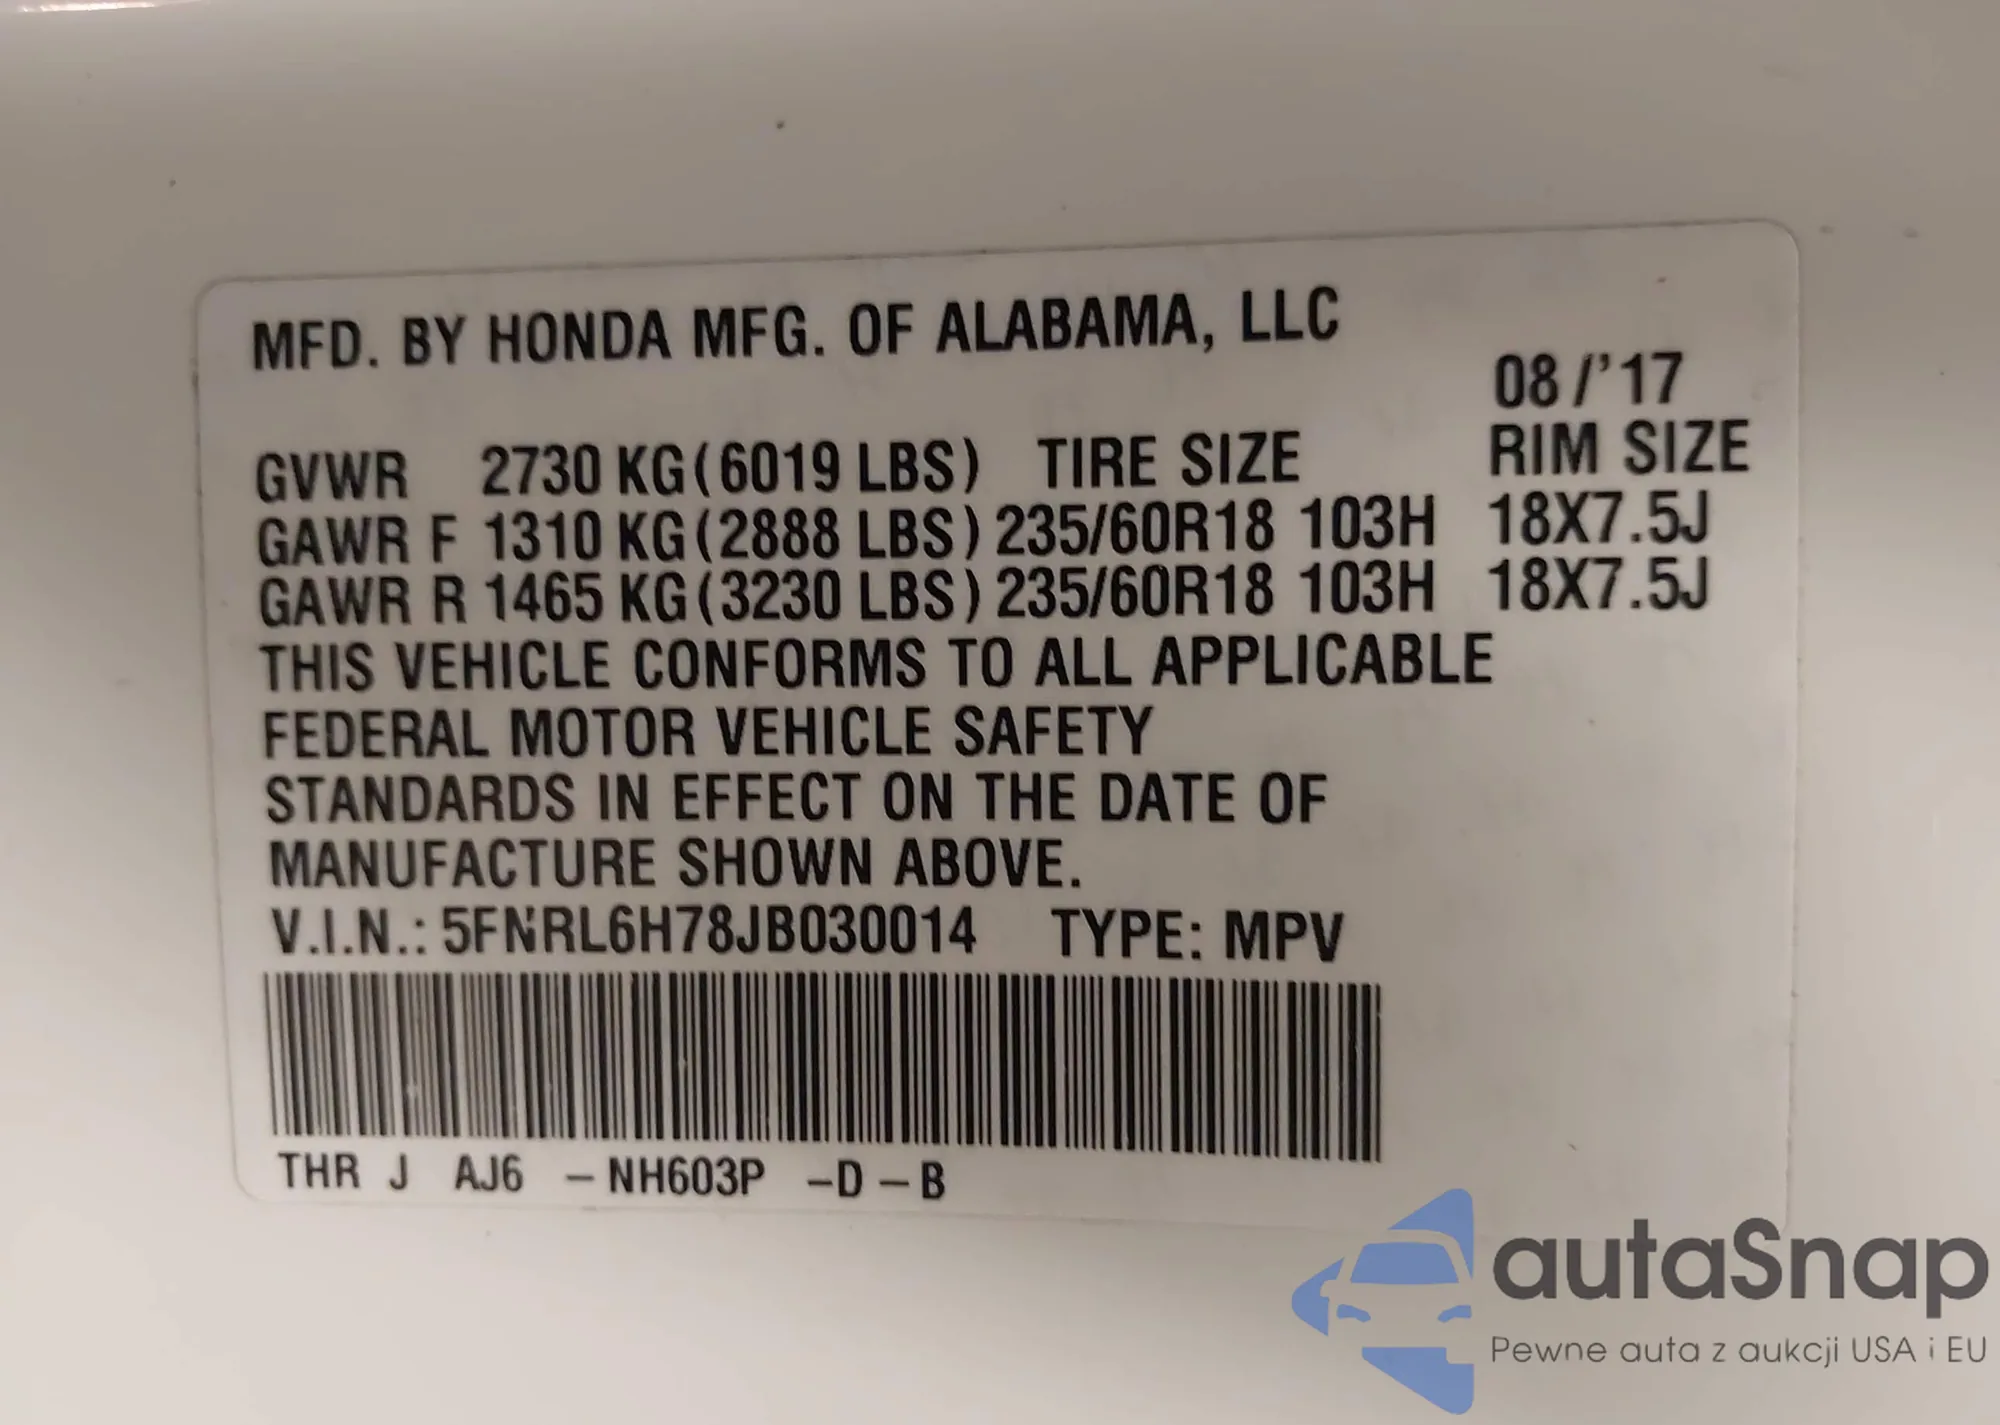 MFD. BY HONDA MFG. OF ALABAMA, LLC
08/'17
GVWR 2730 KG(6019 LBS) TIRE SIZE RIM SIZE
GAWR F 1310 KG(2888 LBS) 235/60R18 103H 18X7.5J
GAWR R 1465 KG(3230 LBS) 235/60R18 103H 18X7.5J
THIS VEHICLE CONFORMS TO ALL APPLICABLE
FEDERAL MOTOR VEHICLE SAFETY
STANDARDS IN EFFECT ON THE DATE OF
MANUFACTURE SHOWN ABOVE.
V.I.N.: 5FNRL6H78JB030014 TYPE: MPV
THR J AJ6 –NH603P –D–B
autaSnap
Pewne auta z aukcji USA i EU